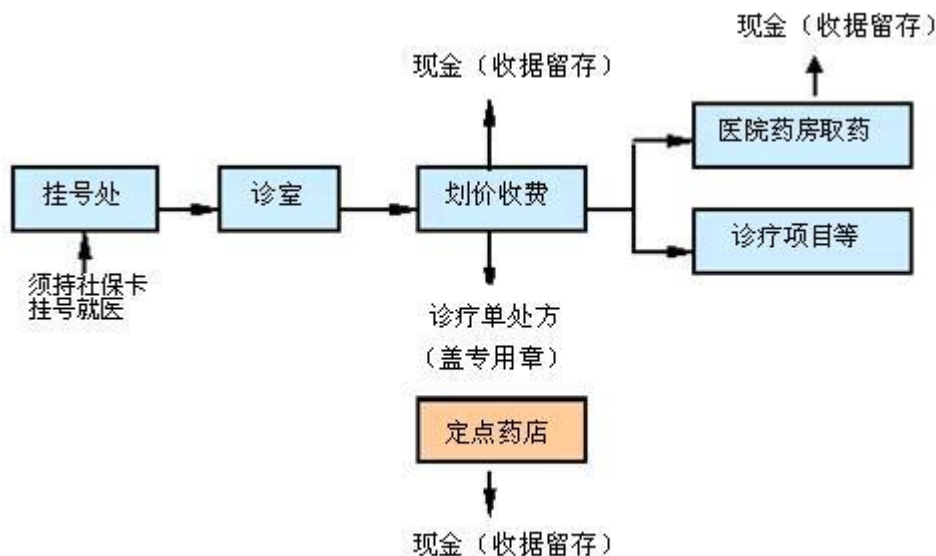 现金（收据留存）
现金（收据留存）
医院药房取药
挂号处
诊室
划价收费
诊疗项目等
须持社保卡
挂号就医
诊疗单处方
（盖专用章）
定点药店
现金（收据留存）